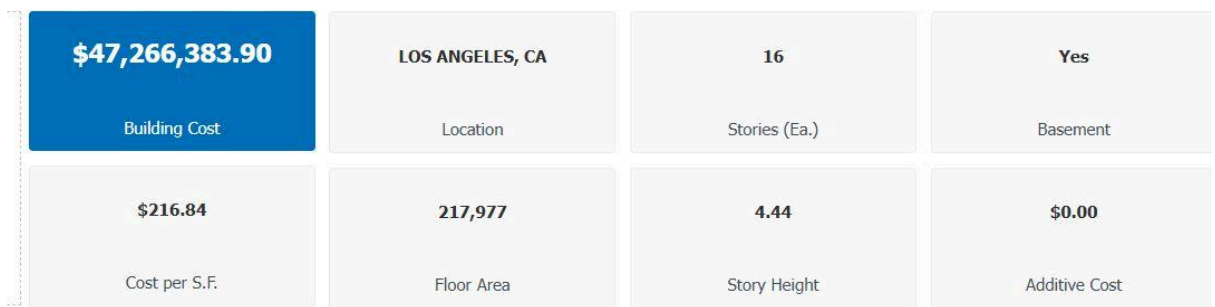 $47,266,383.90
Building Cost
LOS ANGELES, CA
Location
16
Stories (Ea.)
Yes
Basement
$216.84
Cost per S.F.
217,977
Floor Area
4.44
Story Height
$0.00
Additive Cost